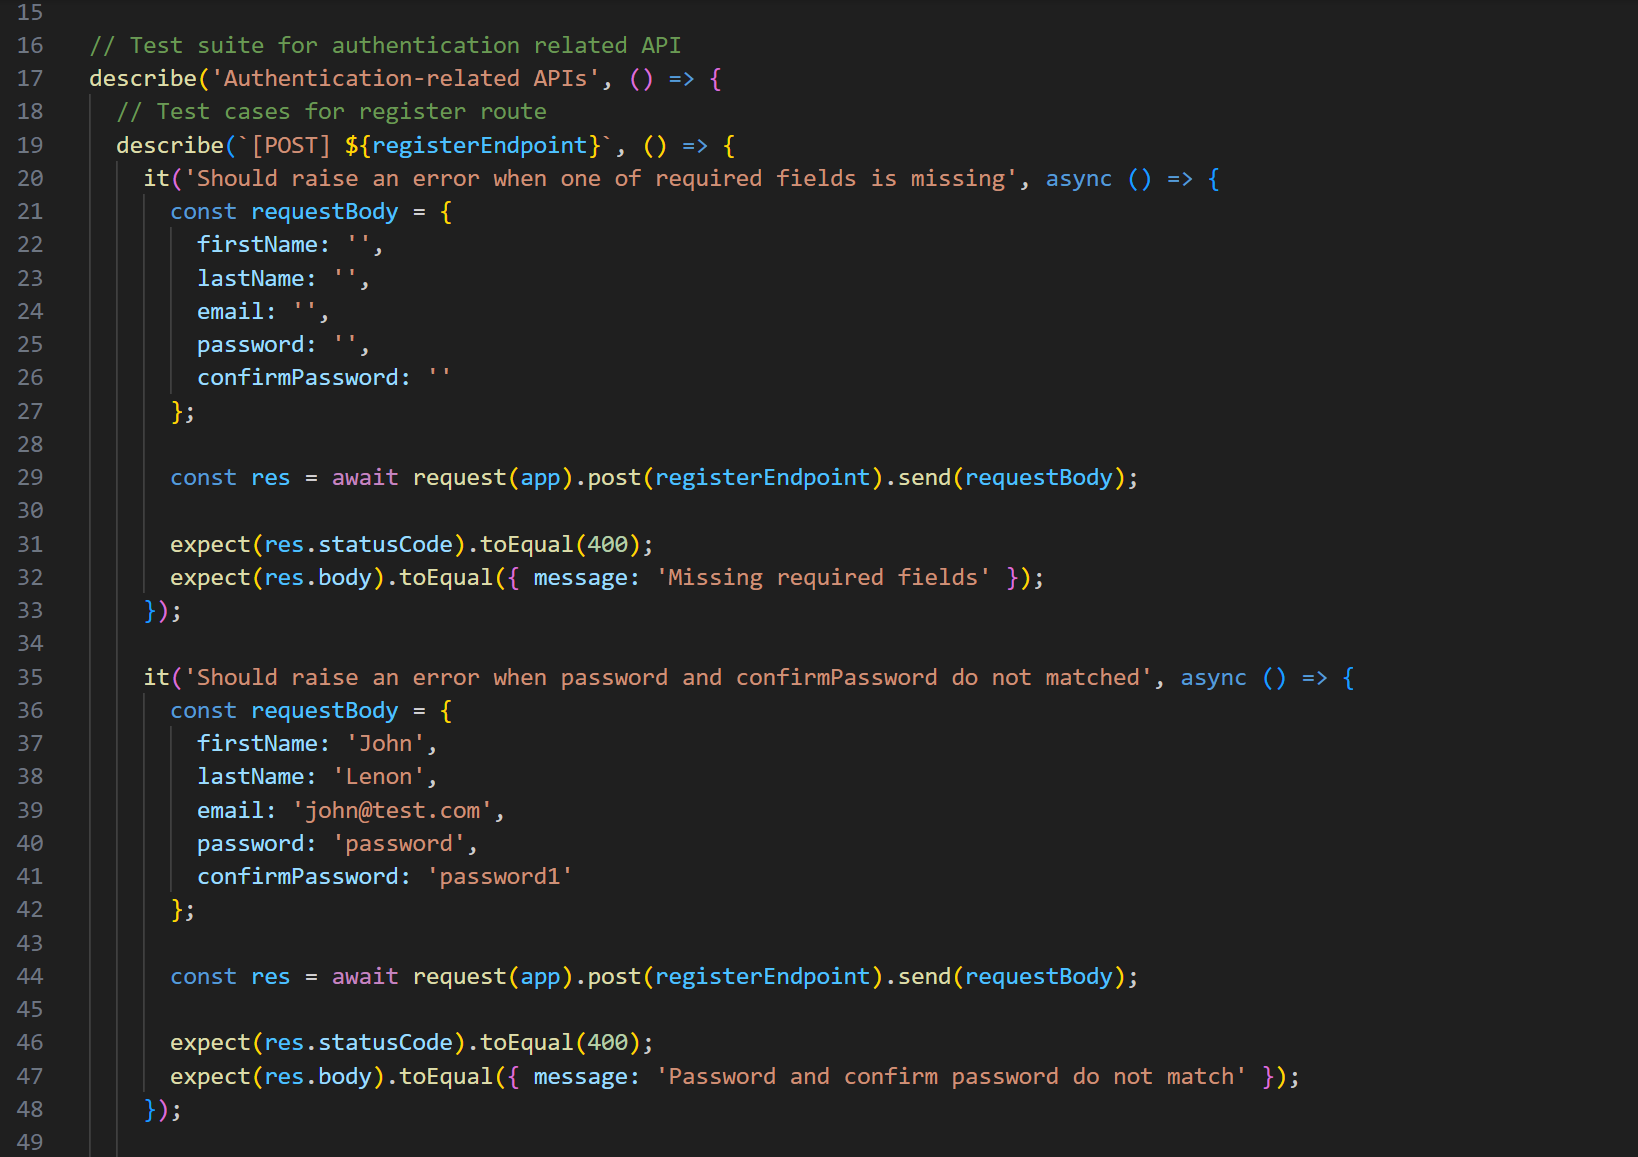 15
16 // Test suite for authentication related API
17 describe('Authentication-related APIs', () => {
18 // Test cases for register route
19 describe(`[POST] ${registerEndpoint}`, () => {
20 it('Should raise an error when one of required fields is missing', async () => {
21 const requestBody = {
22 firstName: '',
23 lastName: '',
24 email: '',
25 password: '',
26 confirmPassword: ''
27 };
28
29 const res = await request(app).post(registerEndpoint).send(requestBody);
30
31 expect(res.statusCode).toEqual(400);
32 expect(res.body).toEqual({ message: 'Missing required fields' });
33 });
34
35 it('Should raise an error when password and confirmPassword do not matched', async () => {
36 const requestBody = {
37 firstName: 'John',
38 lastName: 'Lenon',
39 email: 'john@test.com',
40 password: 'password',
41 confirmPassword: 'password1'
42 };
43
44 const res = await request(app).post(registerEndpoint).send(requestBody);
45
46 expect(res.statusCode).toEqual(400);
47 expect(res.body).toEqual({ message: 'Password and confirm password do not match' });
48 });
49